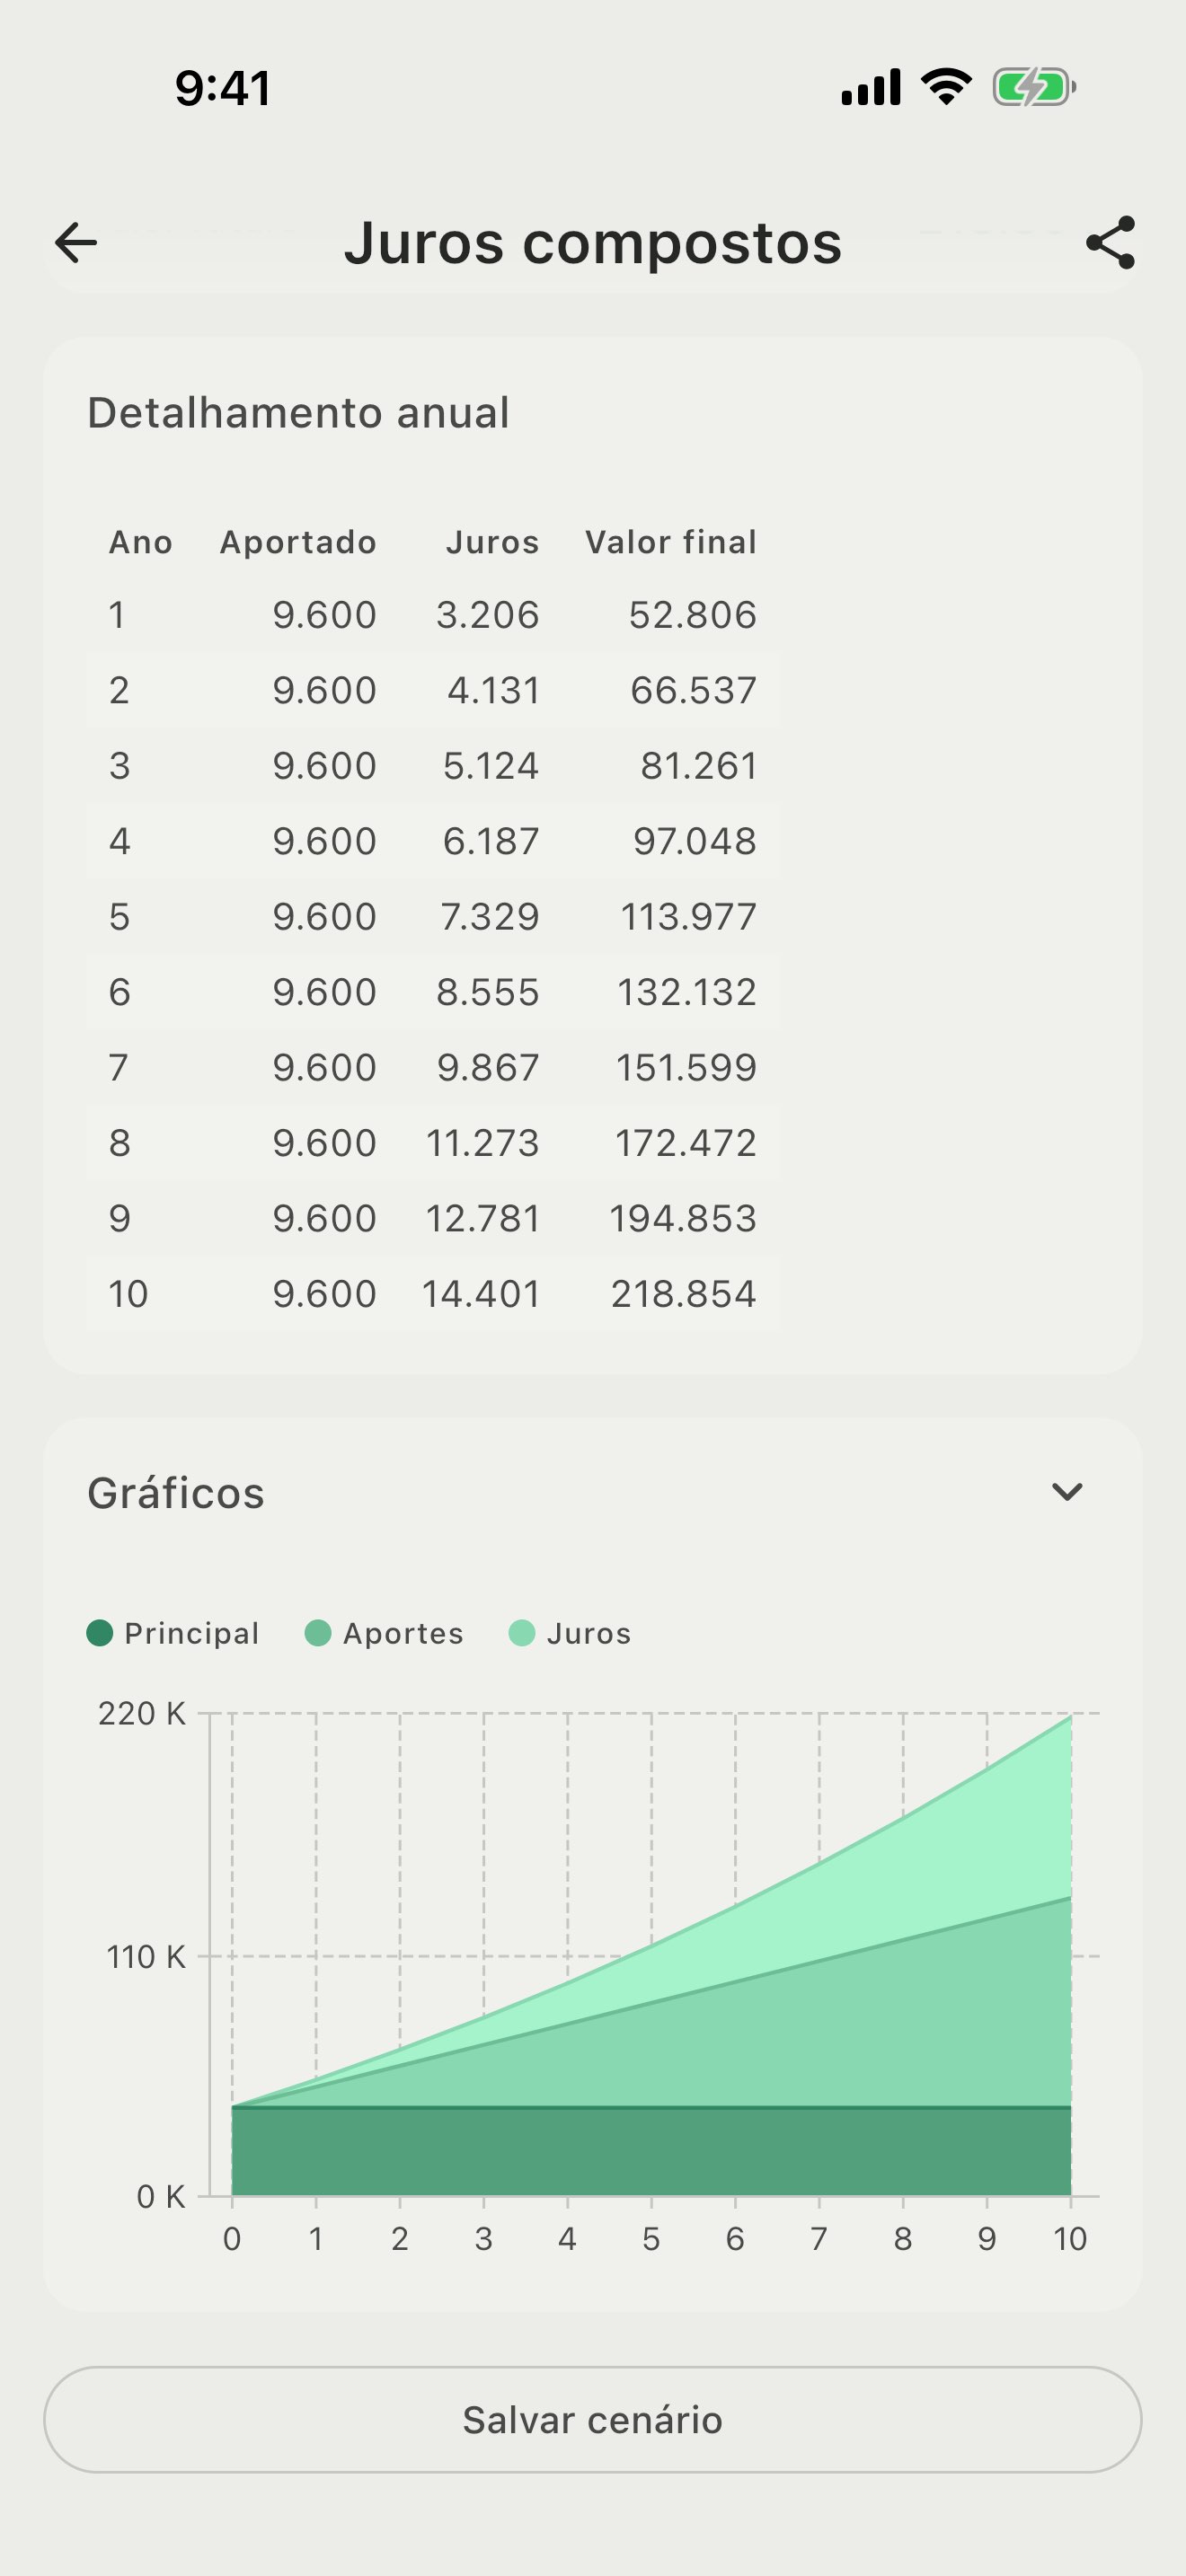 9:41
Juros compostos
Detalhamento anual
Ano Aportado Juros Valor final
1 9.600 3.206 52.806
2 9.600 4.131 66.537
3 9.600 5.124 81.261
4 9.600 6.187 97.048
5 9.600 7.329 113.977
6 9.600 8.555 132.132
7 9.600 9.867 151.599
8 9.600 11.273 172.472
9 9.600 12.781 194.853
10 9.600 14.401 218.854
Gráficos
Principal Aportes Juros
220 K
110 K
0 K
0 1 2 3 4 5 6 7 8 9 10
Salvar cenário